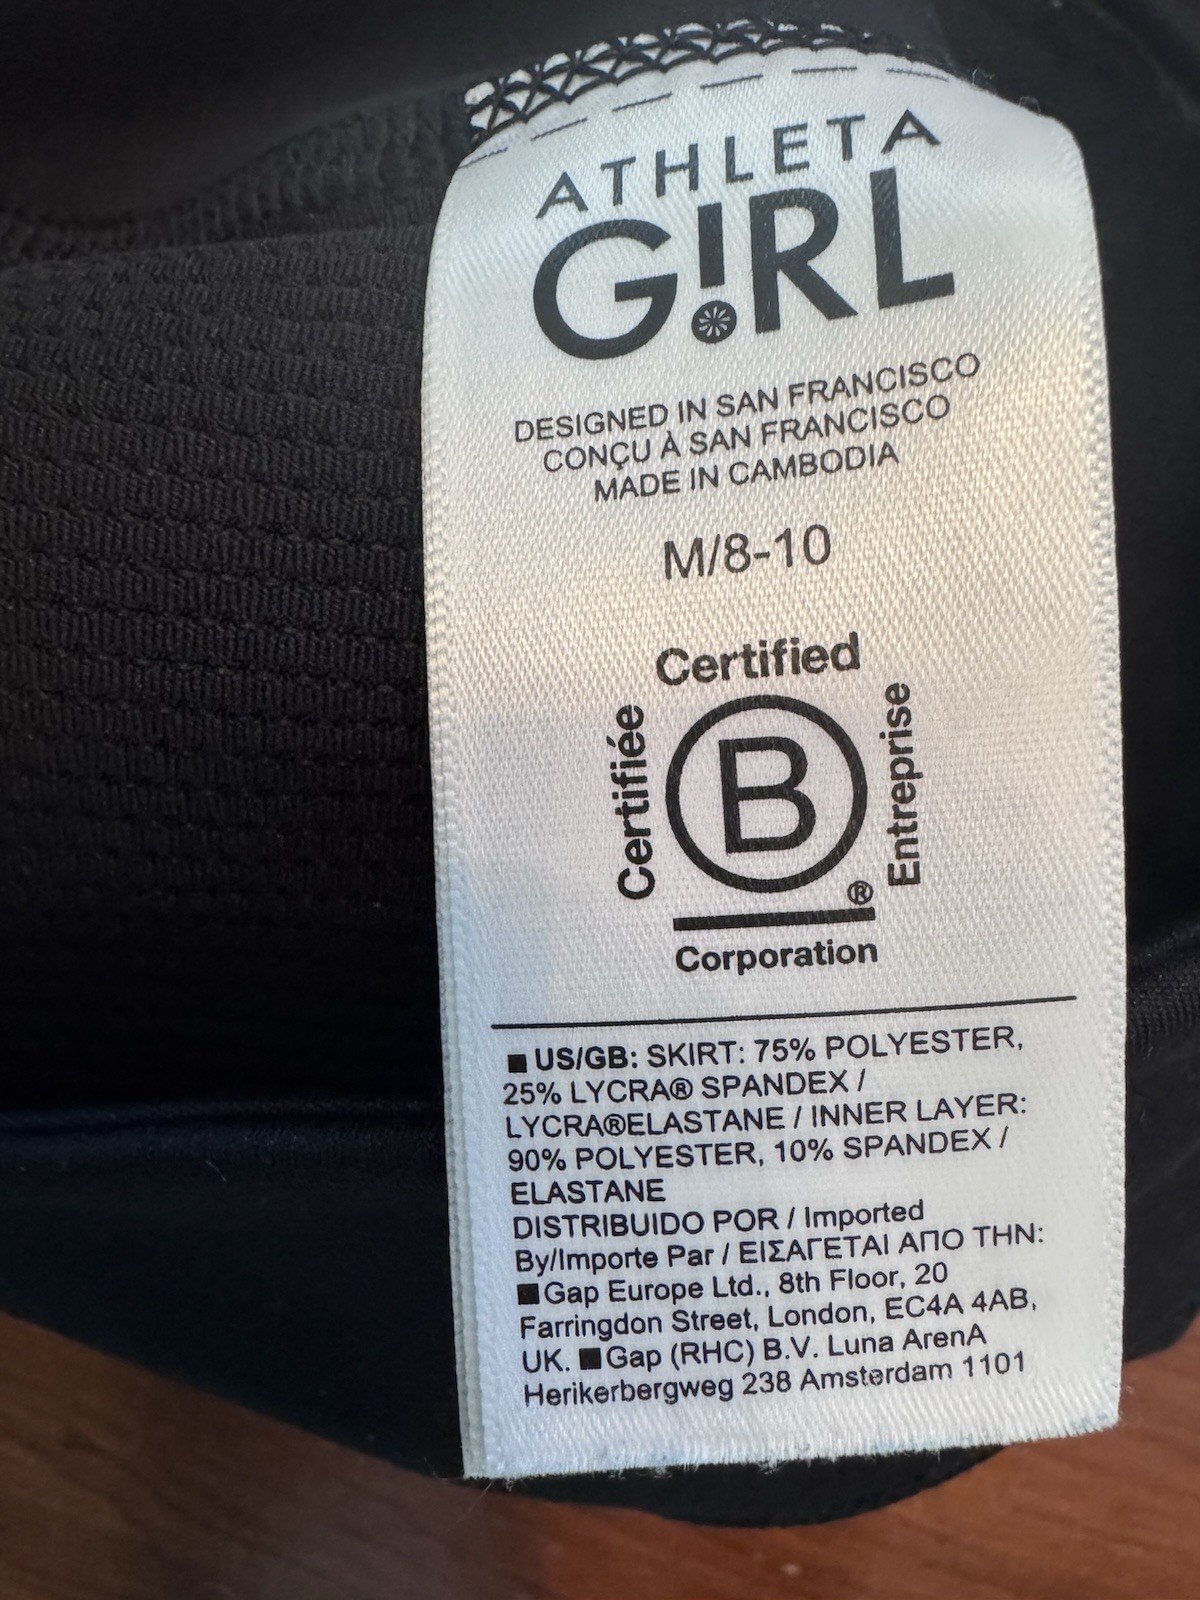 ATHLETA
G!RL
DESIGNED IN SAN FRANCISCO
CONÇU À SAN FRANCISCO
MADE IN CAMBODIA
M/8-10
Certified
Certifiée
B
Entreprise
®
Corporation
■ US/GB: SKIRT: 75% POLYESTER,
25% LYCRA® SPANDEX /
LYCRA®ELASTANE / INNER LAYER:
90% POLYESTER, 10% SPANDEX /
ELASTANE
DISTRIBUIDO POR / Imported
By/Importe Par / ΕΙΣΑΓΕΤΑΙ ΑΠΟ ΤΗΝ:
■Gap Europe Ltd., 8th Floor, 20
Farringdon Street, London, EC4A 4AB,
UK. ■Gap (RHC) B.V. Luna ArenA
Herikerbergweg 238 Amsterdam 1101